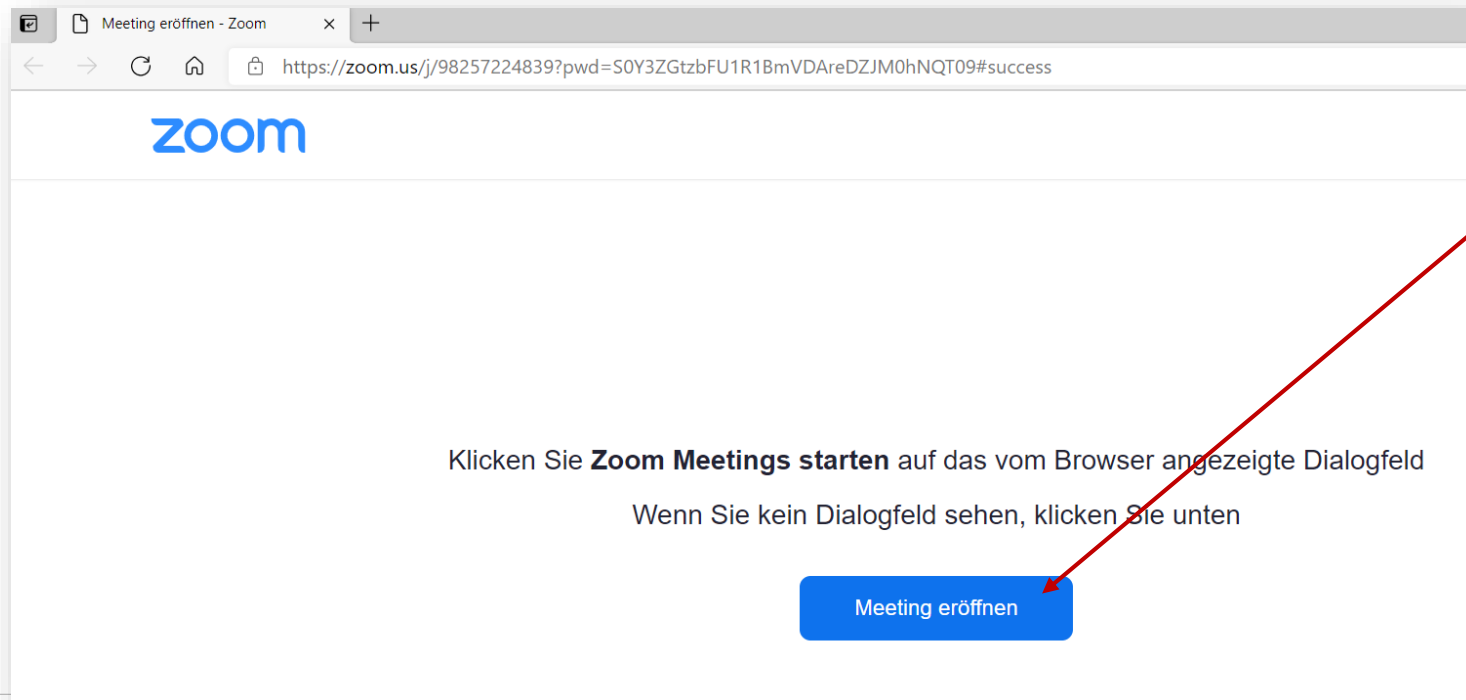 Meeting eröffnen - Zoom
https://zoom.us/j/98257224839?pwd=S0Y3ZGtzbFU1R1BmVDAreDZJM0hNQT09#success
zoom
Klicken Sie Zoom Meetings starten auf das vom Browser angezeigte Dialogfeld
Wenn Sie kein Dialogfeld sehen, klicken Sie unten
Meeting eröffnen